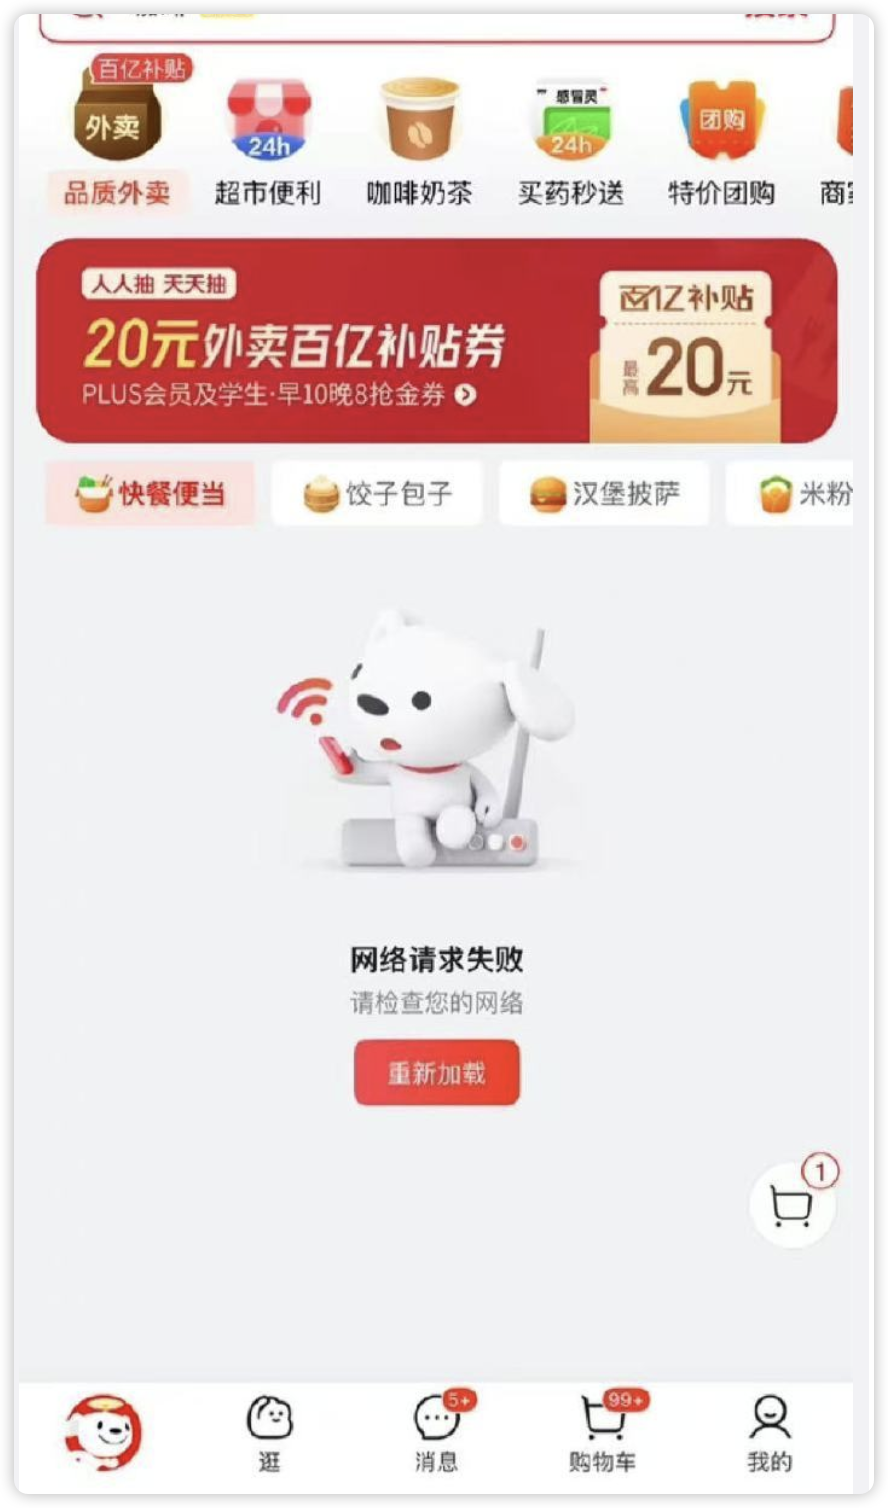 百亿补贴
外卖
24h
感冒灵
24h
团购
品质外卖
超市便利
咖啡奶茶
买药秒送
特价团购
商
人人抽 天天抽
20元外卖百亿补贴券
PLUS会员及学生·早10晚8抢金券
百亿补贴
最高20元
快餐便当
饺子包子
汉堡披萨
米粉
网络请求失败
请检查您的网络
重新加载
1
5+
99+
逛
消息
购物车
我的